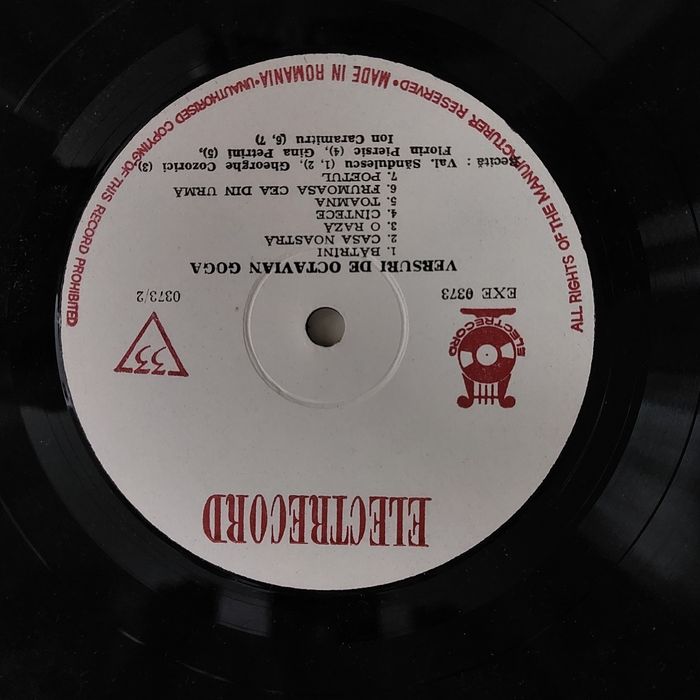 ELECTRECORD
ELECTRECORD
EXE 0373
33
0373/2
VERSURI DE OCTAVIAN GOGA
1. BĂTRÎNI
2. CASA NOASTRĂ
3. O RAZĂ
4. CÎNTECE
5. TOAMNA
6. FRUMOASA CEA DIN URMĂ
7. POETUL
Recită : Val. Săndulescu (1, 2), Gheorghe Cozorici (3)
Florin Piersic (4), Gina Petrini (5),
Ion Caramitru (6, 7)
ALL RIGHTS OF THE MANUFACTURER RESERVED • MADE IN ROMANIA • UNAUTHORISED COPYING OF THIS RECORD PROHIBITED